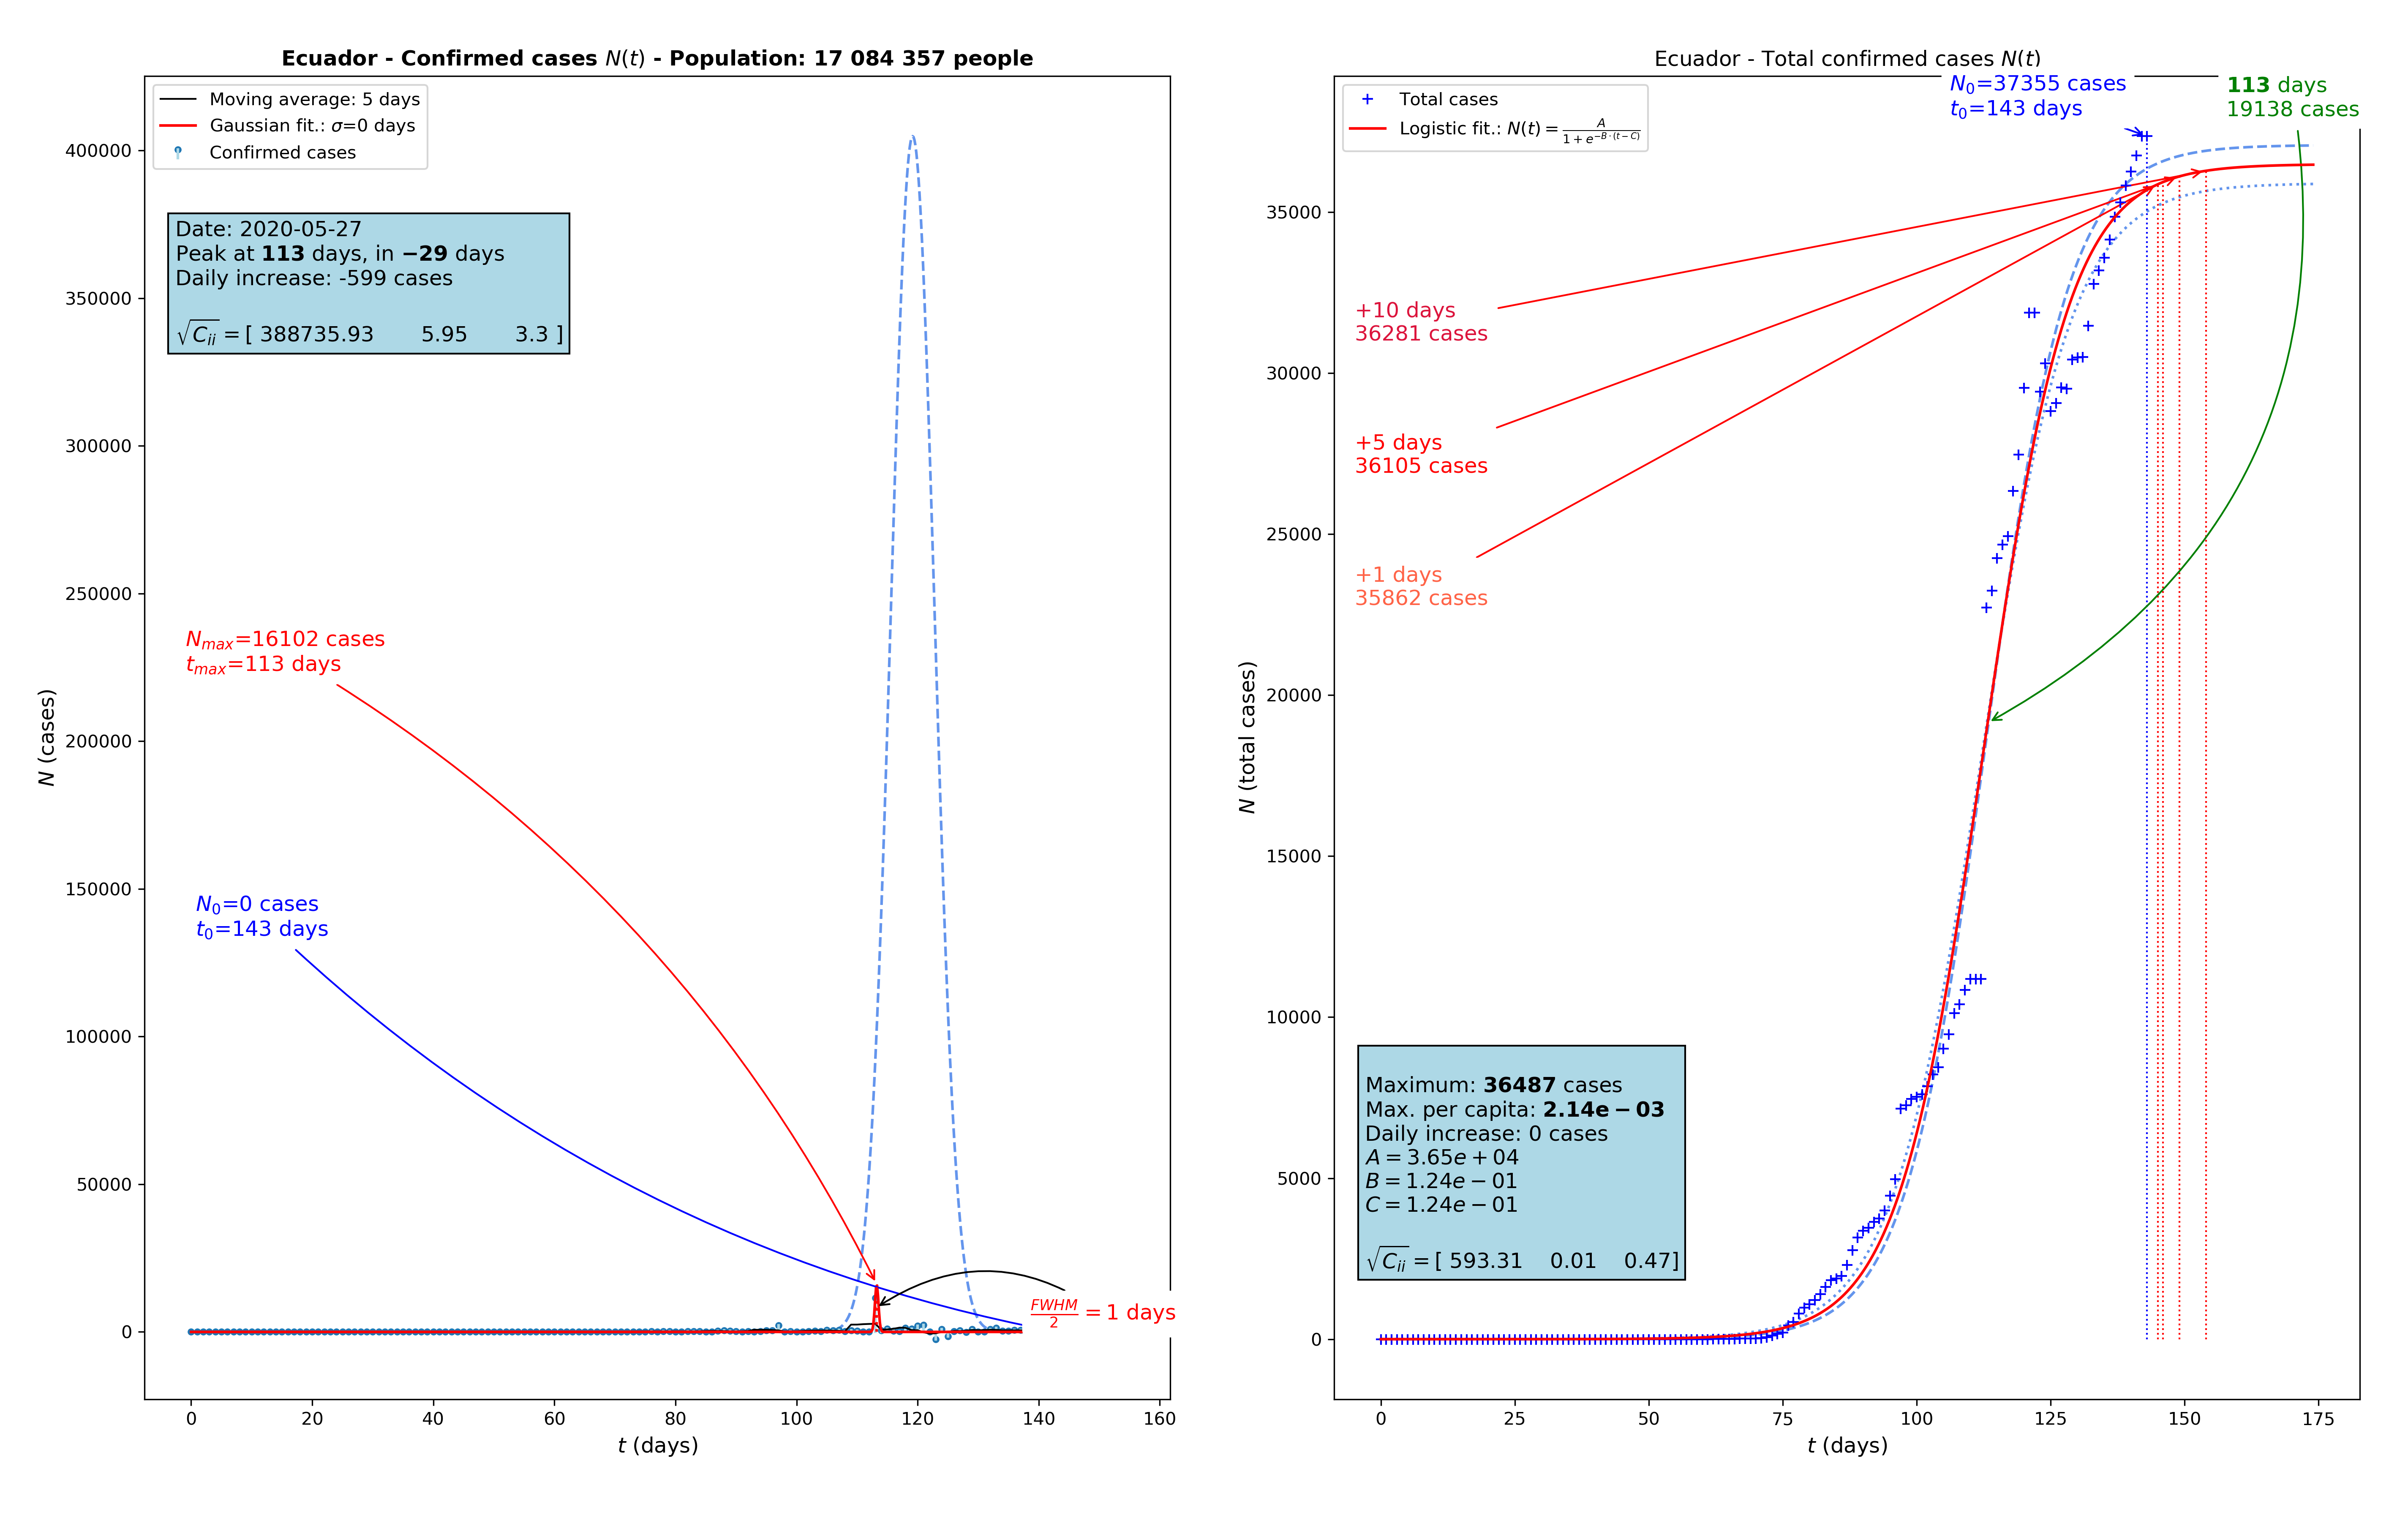 Ecuador - Confirmed cases N(t) - Population: 17 084 357 people
Moving average: 5 days
Gaussian fit.: σ=0 days
Confirmed cases
Date: 2020-05-27
Peak at 113 days, in −29 days
Daily increase: -599 cases
√C_ii = [ 388735.93 5.95 3.3 ]
N_max=16102 cases
t_max=113 days
N_0=0 cases
t_0=143 days
FWHM/2 = 1 days
N (cases)
400000
350000
300000
250000
200000
150000
100000
50000
0
0 20 40 60 80 100 120 140 160
t (days)
Ecuador - Total confirmed cases N(t)
N_0=37355 cases
t_0=143 days
113 days
19138 cases
Total cases
Logistic fit.: N(t) = A/(1+e^{−B·(t−C)})
+10 days
36281 cases
+5 days
36105 cases
+1 days
35862 cases
Maximum: 36487 cases
Max. per capita: 2.14e−03
Daily increase: 0 cases
A = 3.65e + 04
B = 1.24e − 01
C = 1.24e − 01
√C_ii = [ 593.31 0.01 0.47]
N (total cases)
35000
30000
25000
20000
15000
10000
5000
0
0 25 50 75 100 125 150 175
t (days)